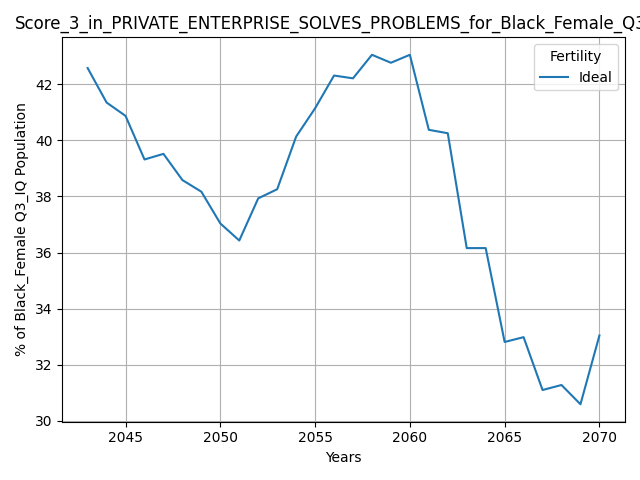 Score_3_in_PRIVATE_ENTERPRISE_SOLVES_PROBLEMS_for_Black_Female_Q3
Fertility
Ideal
% of Black_Female Q3_IQ Population
42
40
38
36
34
32
30
2045 2050 2055 2060 2065 2070
Years